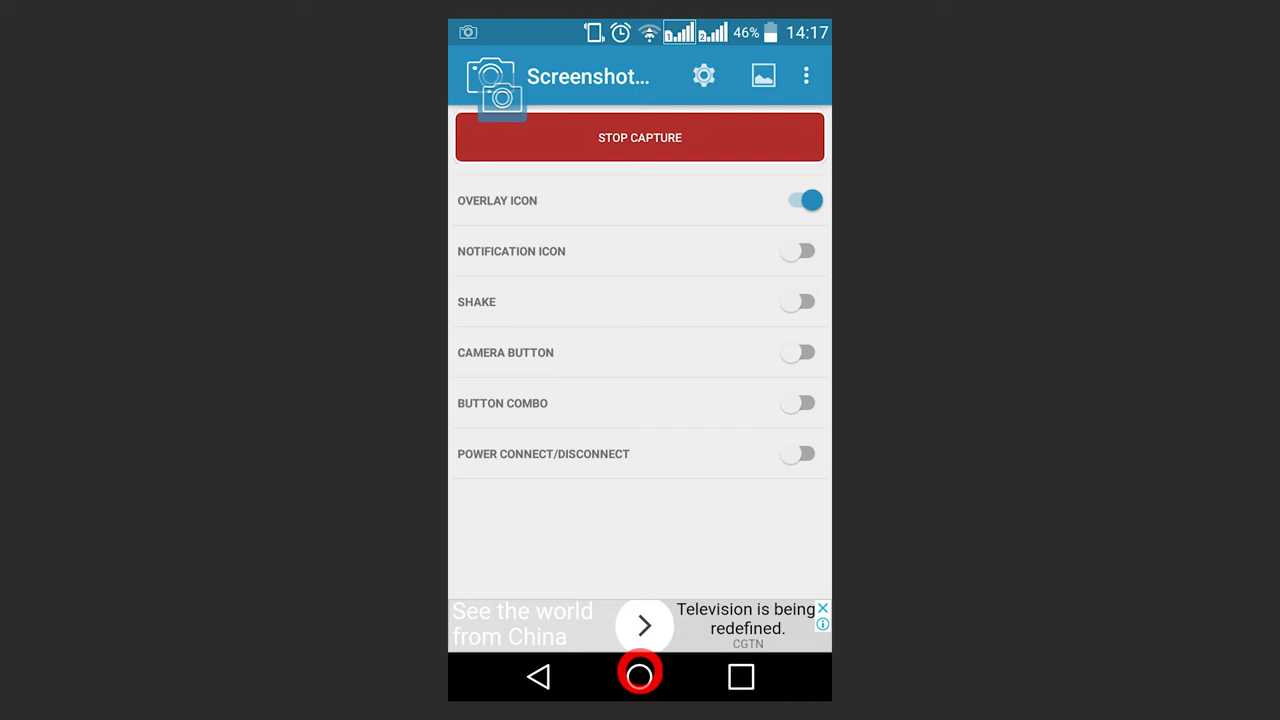 46% 14:17
Screenshot...
STOP CAPTURE
OVERLAY ICON
NOTIFICATION ICON
SHAKE
CAMERA BUTTON
BUTTON COMBO
POWER CONNECT/DISCONNECT
See the world
from China
Television is being
redefined.
CGTN